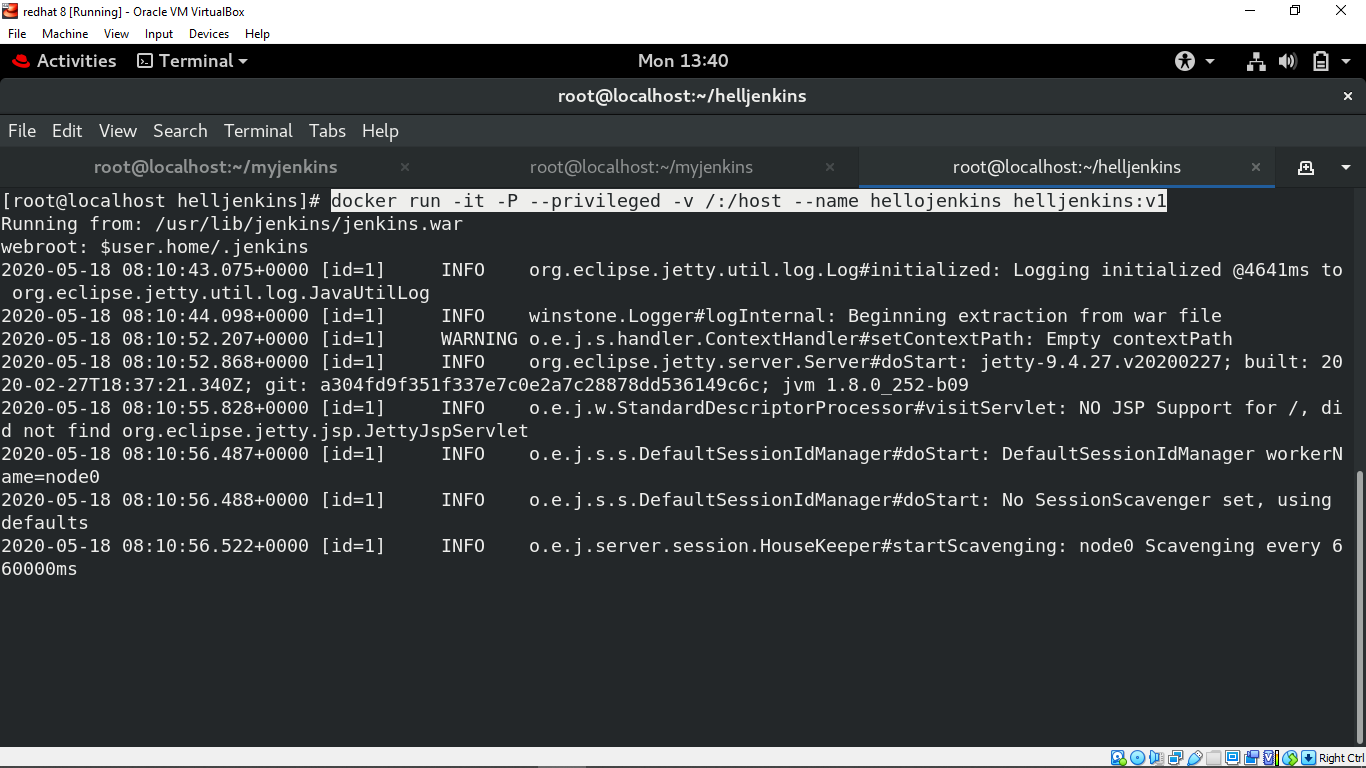 redhat 8 [Running] - Oracle VM VirtualBox
File Machine View Input Devices Help
Activities Terminal Mon 13:40
root@localhost:~/helljenkins
File Edit View Search Terminal Tabs Help
root@localhost:~/myjenkins root@localhost:~/myjenkins root@localhost:~/helljenkins
[root@localhost helljenkins]# docker run -it -P --privileged -v /:/host --name hellojenkins helljenkins:v1
Running from: /usr/lib/jenkins/jenkins.war
webroot: $user.home/.jenkins
2020-05-18 08:10:43.075+0000 [id=1] INFO org.eclipse.jetty.util.log.Log#initialized: Logging initialized @4641ms to
org.eclipse.jetty.util.log.JavaUtilLog
2020-05-18 08:10:44.098+0000 [id=1] INFO winstone.Logger#logInternal: Beginning extraction from war file
2020-05-18 08:10:52.207+0000 [id=1] WARNING o.e.j.s.handler.ContextHandler#setContextPath: Empty contextPath
2020-05-18 08:10:52.868+0000 [id=1] INFO org.eclipse.jetty.server.Server#doStart: jetty-9.4.27.v20200227; built: 20
20-02-27T18:37:21.340Z; git: a304fd9f351f337e7c0e2a7c28878dd536149c6c; jvm 1.8.0_252-b09
2020-05-18 08:10:55.828+0000 [id=1] INFO o.e.j.w.StandardDescriptorProcessor#visitServlet: NO JSP Support for /, di
d not find org.eclipse.jetty.jsp.JettyJspServlet
2020-05-18 08:10:56.487+0000 [id=1] INFO o.e.j.s.s.DefaultSessionIdManager#doStart: DefaultSessionIdManager workerN
ame=node0
2020-05-18 08:10:56.488+0000 [id=1] INFO o.e.j.s.s.DefaultSessionIdManager#doStart: No SessionScavenger set, using
defaults
2020-05-18 08:10:56.522+0000 [id=1] INFO o.e.j.server.session.HouseKeeper#startScavenging: node0 Scavenging every 6
60000ms
Right Ctrl